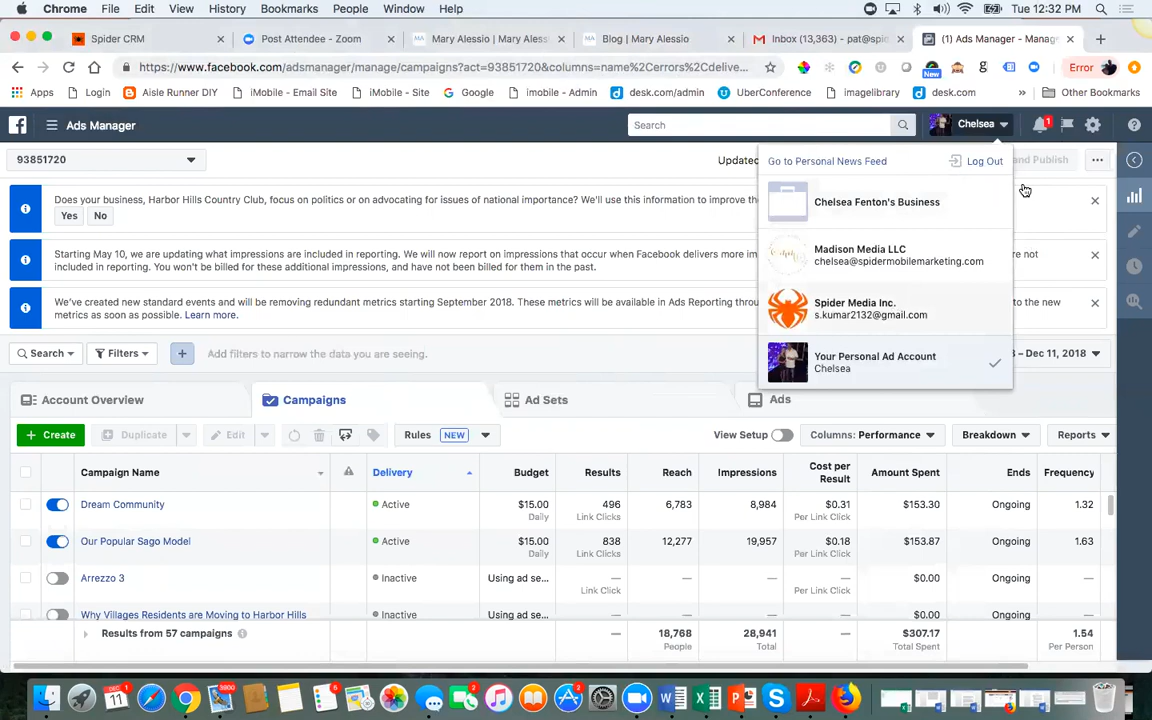 Chrome File Edit View History Bookmarks People Window Help Tue 12:32 PM
Spider CRM Post Attendee - Zoom Mary Alessio | Mary Aless Blog | Mary Alessio Inbox (13,363) - pat@spi (1) Ads Manager - Manag
https://www.facebook.com/adsmanager/manage/campaigns?act=93851720&columns=name%2Cerrors%2Cdelive... New Error
Apps Login Aisle Runner DIY iMobile - Email Site iMobile - Site Google imobile - Admin desk.com/admin UberConference imagelibrary desk.com » Other Bookmarks
Ads Manager Search Chelsea 1
93851720 Updated and Publish
Go to Personal News Feed Log Out
Does your business, Harbor Hills Country Club, focus on politics or on advocating for issues of national importance? We'll use this information to improve the
Yes No
Chelsea Fenton's Business
Starting May 10, we are updating what impressions are included in reporting. We will now report on impressions that occur when Facebook delivers more im
included in reporting. You won't be billed for these additional impressions, and have not been billed for them in the past.
re not
Madison Media LLC
chelsea@spidermobilemarketing.com
We've created new standard events and will be removing redundant metrics starting September 2018. These metrics will be available in Ads Reporting throu
to the new
metrics as soon as possible. Learn more.
Spider Media Inc.
s.kumar2132@gmail.com
Your Personal Ad Account
Chelsea
Search Filters + Add filters to narrow the data you are seeing. – Dec 11, 2018
Account Overview Campaigns Ad Sets Ads
+ Create Duplicate Edit Rules NEW View Setup Columns: Performance Breakdown Reports
Campaign Name Delivery Budget Results Reach Impressions Cost per Result Amount Spent Ends Frequency
Dream Community Active $15.00 496 6,783 8,984 $0.31 $153.30 Ongoing 1.32
Daily Link Clicks Per Link Click
Our Popular Sago Model Active $15.00 838 12,277 19,957 $0.18 $153.87 Ongoing 1.63
Daily Link Clicks Per Link Click
Arrezzo 3 Inactive Using ad se... — — — — $0.00 Ongoing —
Link Click Per Link Click
Why Villages Residents are Moving to Harbor Hills Inactive Using ad se... — — — — $0.00 Ongoing —
Results from 57 campaigns — 18,768 28,941 — $307.17 1.54
People Total Total Spent Per Person
11 5900 6 2 2